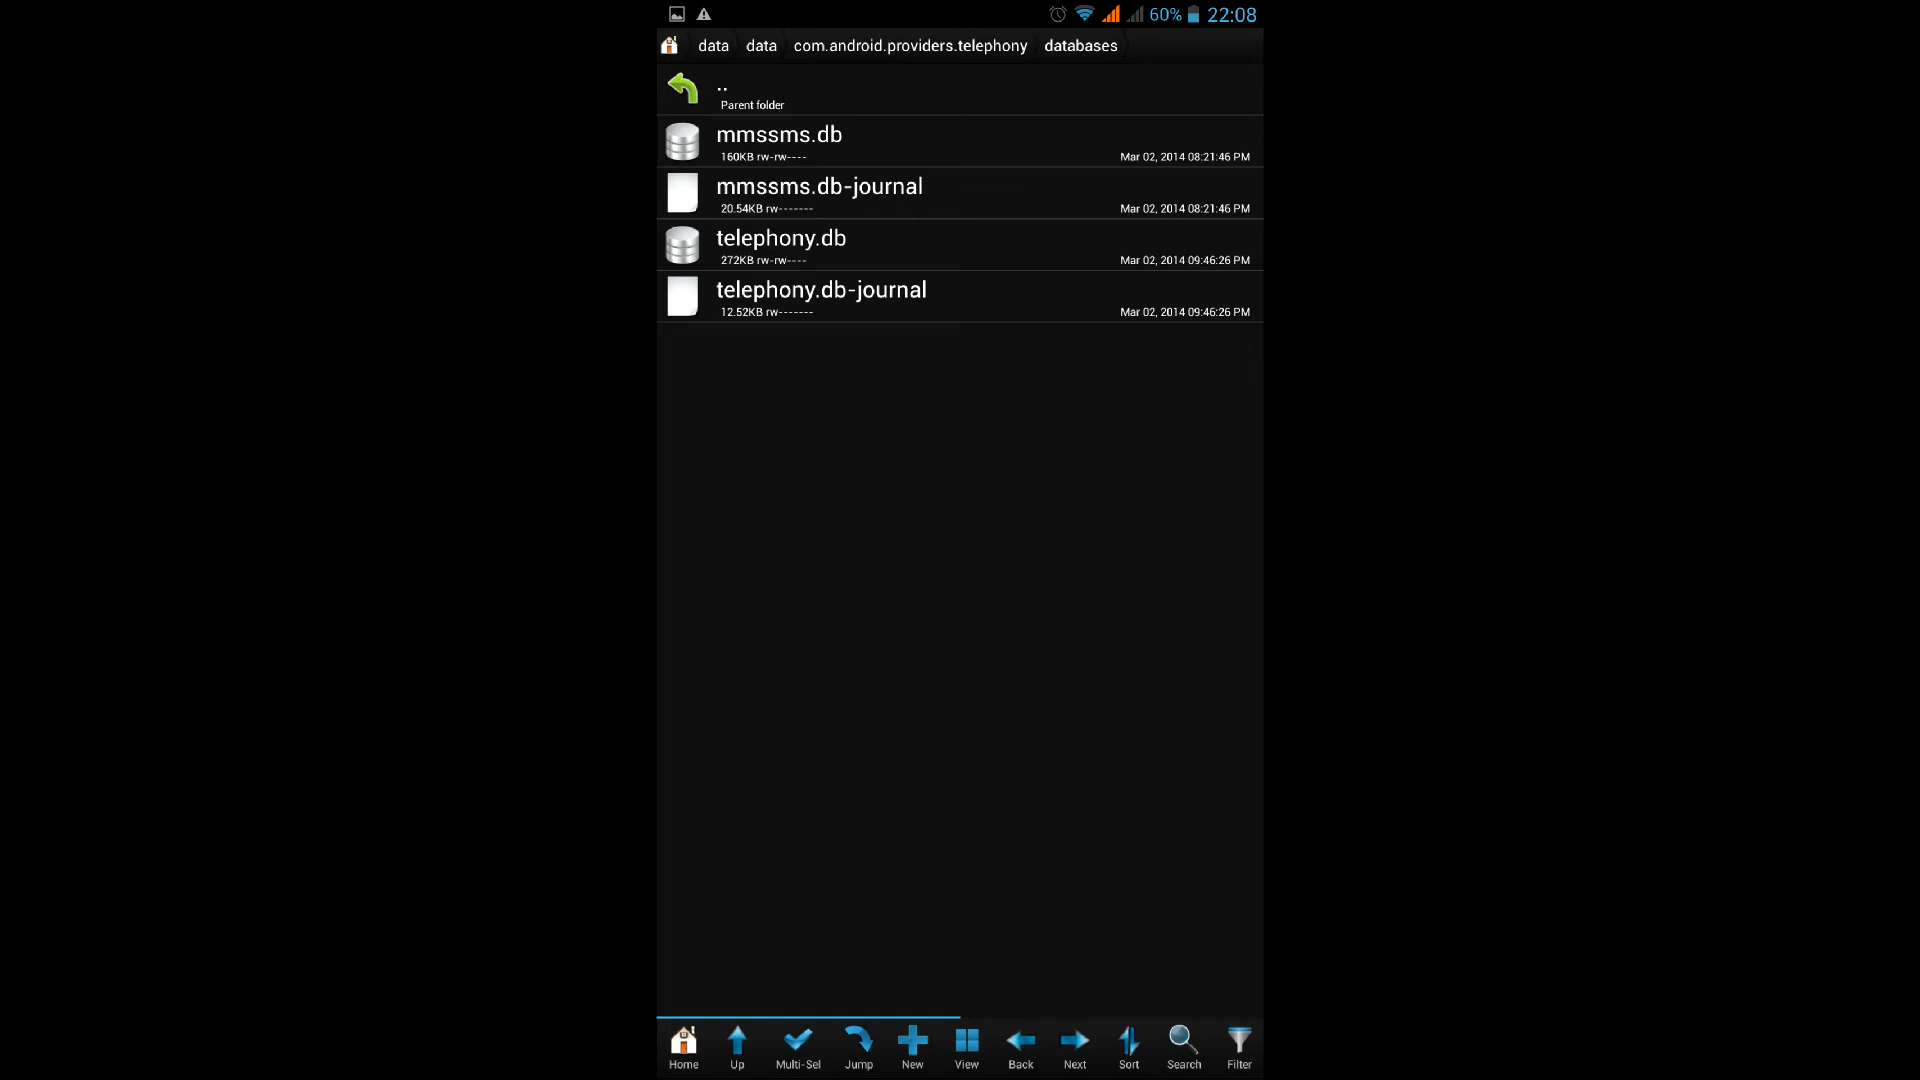 60% 22:08
data data com.android.providers.telephony databases
..
Parent folder
mmssms.db
160KB rw-rw---- Mar 02, 2014 08:21:46 PM
mmssms.db-journal
20.54KB rw------- Mar 02, 2014 08:21:46 PM
telephony.db
272KB rw-rw---- Mar 02, 2014 09:46:26 PM
telephony.db-journal
12.52KB rw------- Mar 02, 2014 09:46:26 PM
Home Up Multi-Sel Jump New View Back Next Sort Search Filter